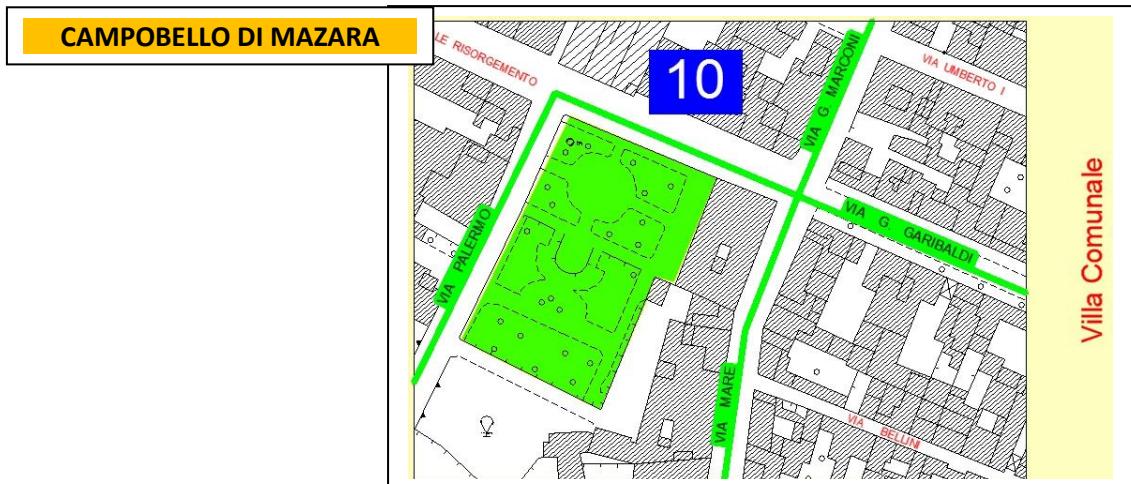 CAMPOBELLO DI MAZARA
LE RISORGEMENTO
10
VIA G. MARCONI
VIA UMBERTO I
VIA PALERMO
VIA G. GARIBALDI
VIA MARE
VIA BELLINI
Villa Comunale